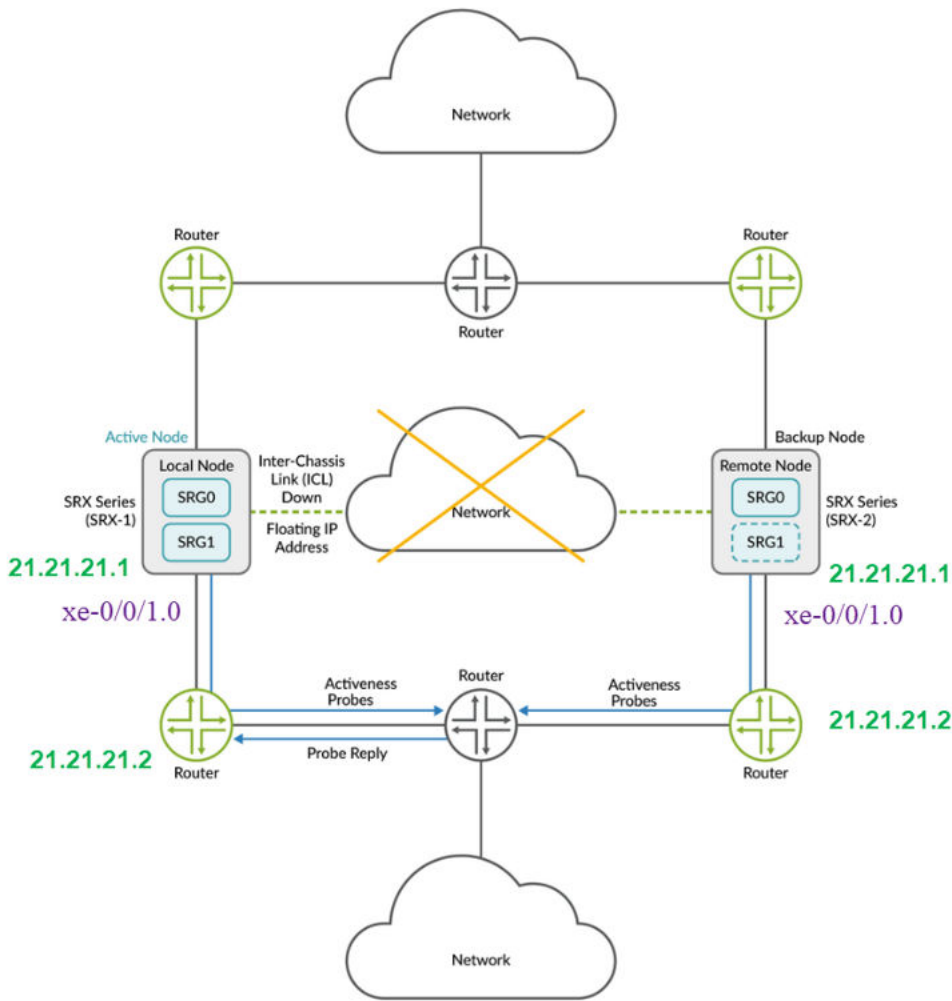 Network
Router
Router
Router
Active Node
Backup Node
Local Node
SRG0
SRG1
SRX Series
(SRX-1)
Inter-Chassis
Link (ICL)
Down
Floating IP
Address
Network
Remote Node
SRG0
SRG1
SRX Series
(SRX-2)
21.21.21.1
21.21.21.1
xe-0/0/1.0
xe-0/0/1.0
Activeness
Probes
Router
Activeness
Probes
Probe Reply
21.21.21.2
Router
21.21.21.2
Router
Network